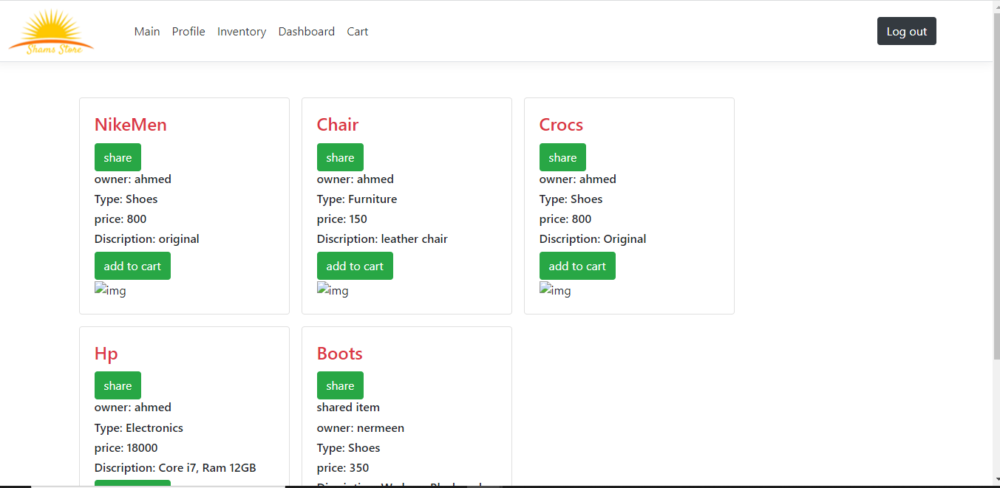 Shams Store
Main Profile Inventory Dashboard Cart
Log out
NikeMen
share
owner: ahmed
Type: Shoes
price: 800
Discription: original
add to cart
img
Chair
share
owner: ahmed
Type: Furniture
price: 150
Discription: leather chair
add to cart
img
Crocs
share
owner: ahmed
Type: Shoes
price: 800
Discription: Original
add to cart
img
Hp
share
owner: ahmed
Type: Electronics
price: 18000
Discription: Core i7, Ram 12GB
Boots
share
shared item
owner: nermeen
Type: Shoes
price: 350